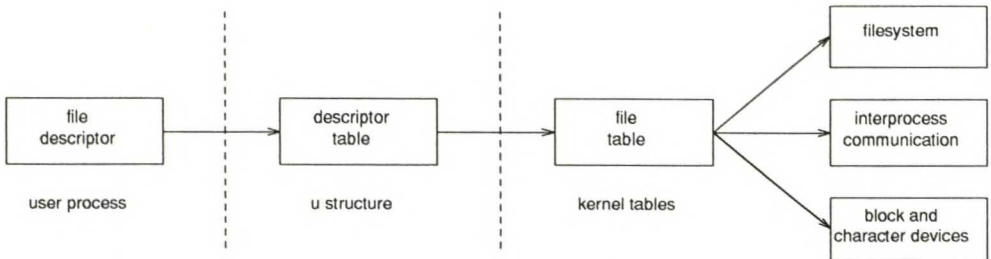 file
descriptor
user process
descriptor
table
u structure
file
table
kernel tables
filesystem
interprocess
communication
block and
character devices